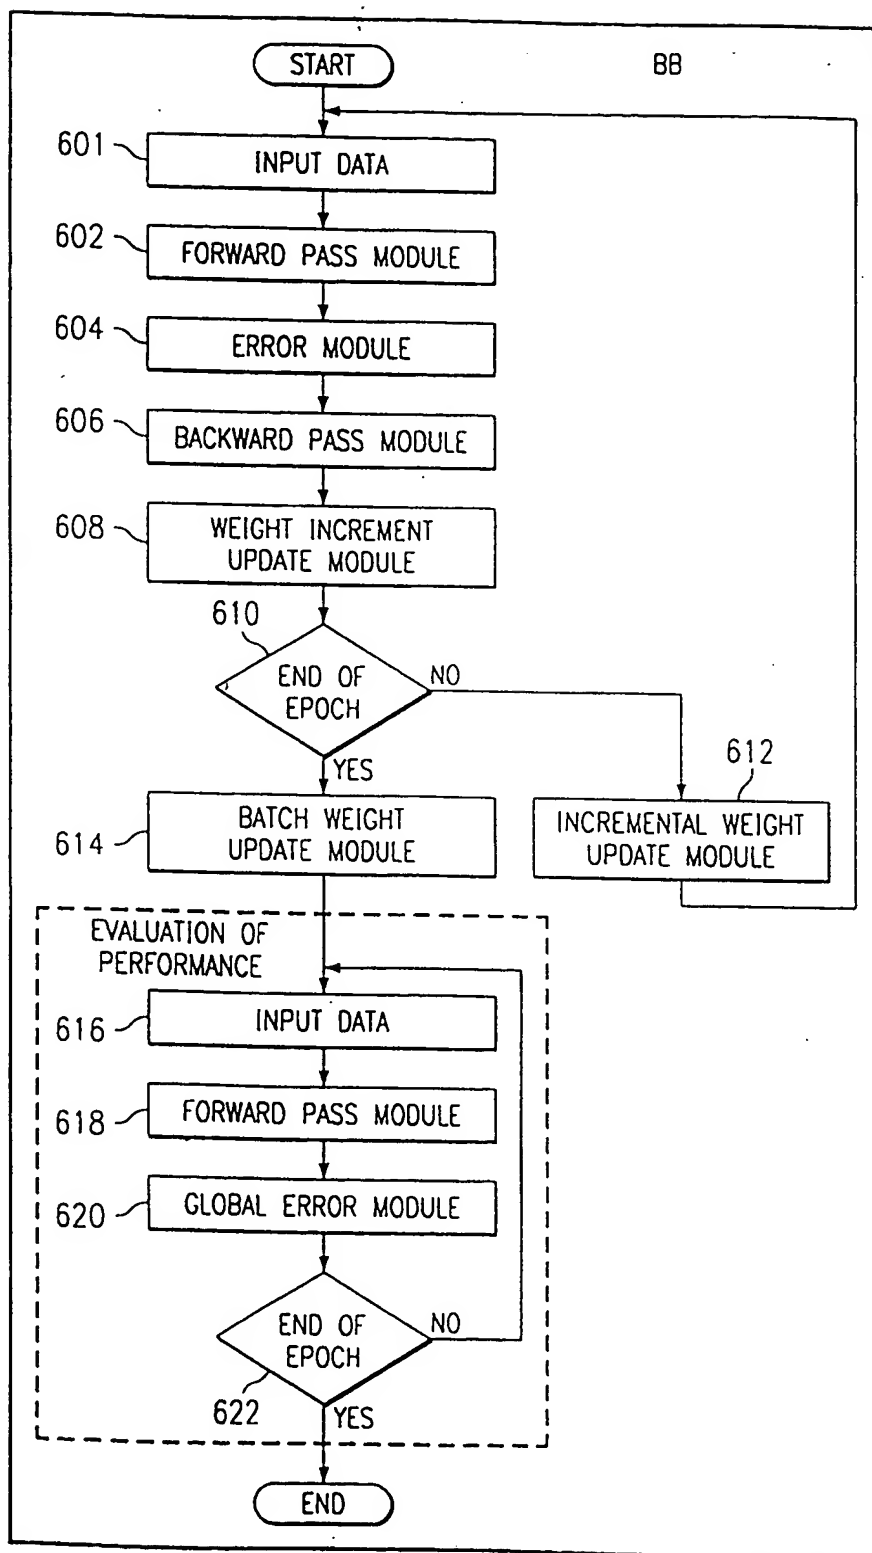 START
BB
601
INPUT DATA
602
FORWARD PASS MODULE
604
ERROR MODULE
606
BACKWARD PASS MODULE
608
WEIGHT INCREMENT
UPDATE MODULE
610
END OF
EPOCH
NO
YES
612
INCREMENTAL WEIGHT
UPDATE MODULE
614
BATCH WEIGHT
UPDATE MODULE
EVALUATION OF
PERFORMANCE
616
INPUT DATA
618
FORWARD PASS MODULE
620
GLOBAL ERROR MODULE
END OF
EPOCH
NO
622
YES
END